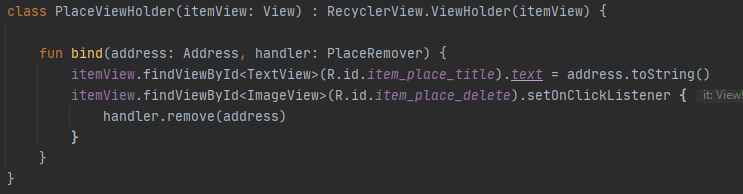 class PlaceViewHolder(itemView: View) : RecyclerView.ViewHolder(itemView) {
fun bind(address: Address, handler: PlaceRemover) {
itemView.findViewById<TextView>(R.id.item_place_title).text = address.toString()
itemView.findViewById<ImageView>(R.id.item_place_delete).setOnClickListener { it: View!
handler.remove(address)
}
}
}